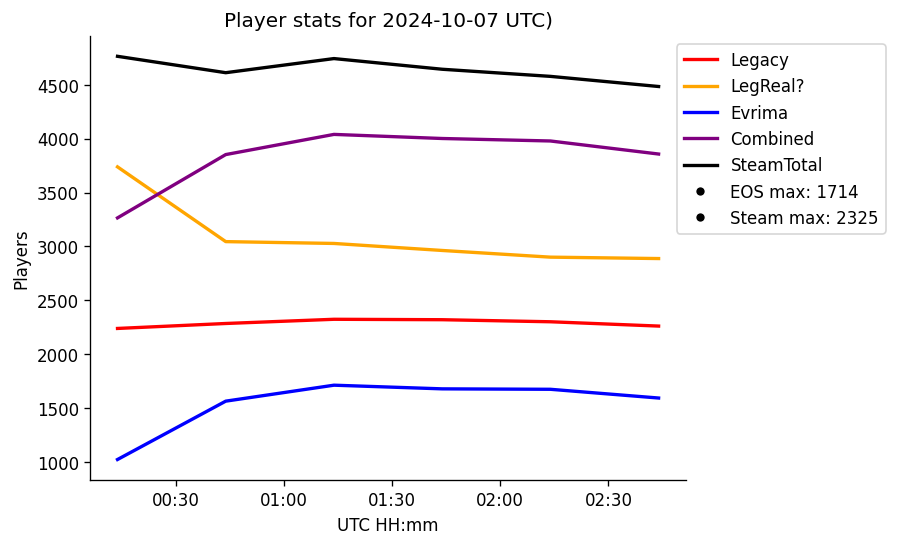 Player stats for 2024-10-07 UTC)
Players
4500
4000
3500
3000
2500
2000
1500
1000
00:30 01:00 01:30 02:00 02:30
UTC HH:mm
Legacy
LegReal?
Evrima
Combined
SteamTotal
EOS max: 1714
Steam max: 2325